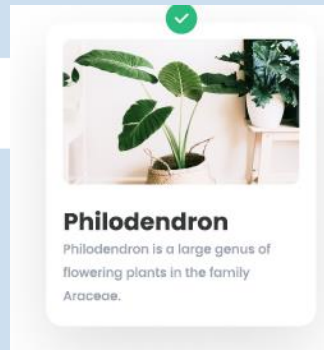 Philodendron
Philodendron is a large genus of
flowering plants in the family
Araceae.